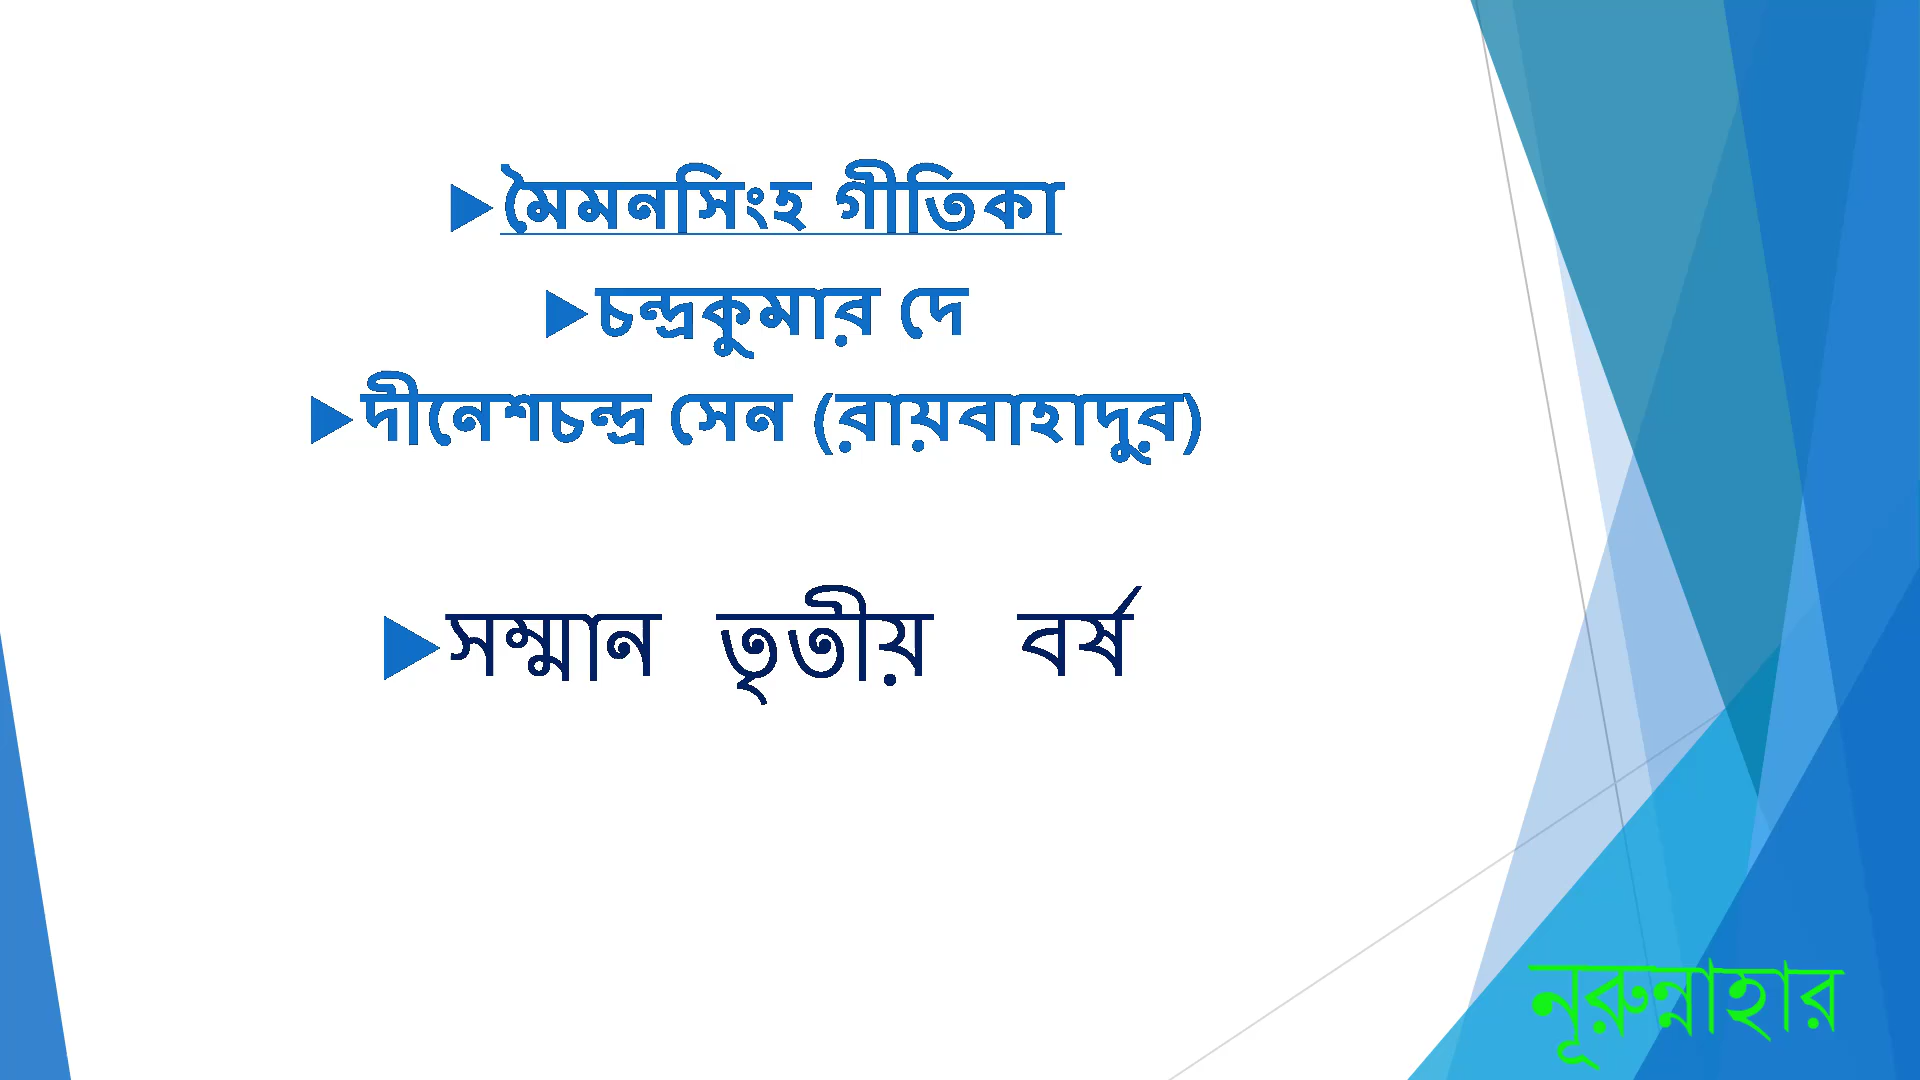 মৈমনসিংহ গীতিকা
চন্দ্রকুমার দে
দীনেশচন্দ্র সেন (রায়বাহাদুর)
সম্মান তৃতীয় বর্ষ
নূরুন্নাহার